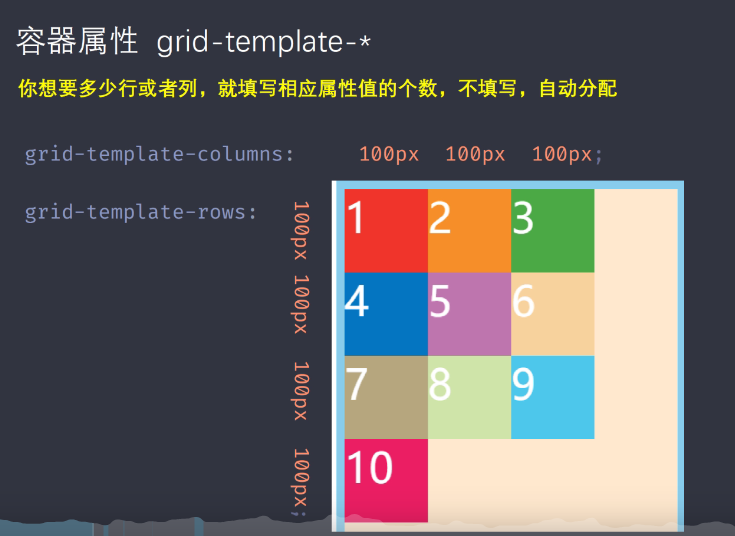 容器属性 grid-template-*
你想要多少行或者列，就填写相应属性值的个数，不填写，自动分配
grid-template-columns: 100px 100px 100px;
grid-template-rows: 100px 100px 100px 100px;
1 2 3
4 5 6
7 8 9
10